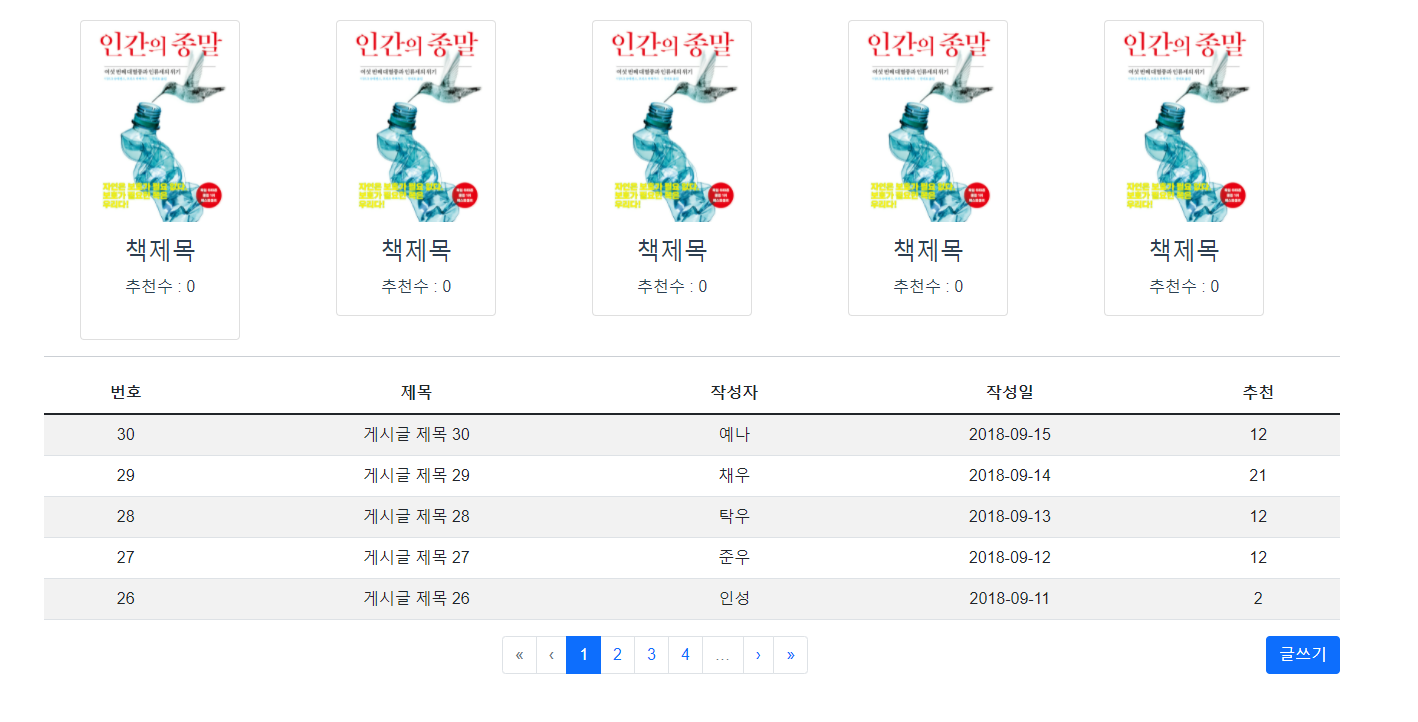 인간의 종말 인간의 종말 인간의 종말 인간의 종말 인간의 종말
여섯 번째 대멸종과 인류세의 위기 여섯 번째 대멸종과 인류세의 위기 여섯 번째 대멸종과 인류세의 위기 여섯 번째 대멸종과 인류세의 위기 여섯 번째 대멸종과 인류세의 위기
책제목 책제목 책제목 책제목 책제목
추천수 : 0 추천수 : 0 추천수 : 0 추천수 : 0 추천수 : 0
번호 제목 작성자 작성일 추천
30 게시글 제목 30 예나 2018-09-15 12
29 게시글 제목 29 채우 2018-09-14 21
28 게시글 제목 28 탁우 2018-09-13 12
27 게시글 제목 27 준우 2018-09-12 12
26 게시글 제목 26 인성 2018-09-11 2
« ‹ 1 2 3 4 … › » 글쓰기